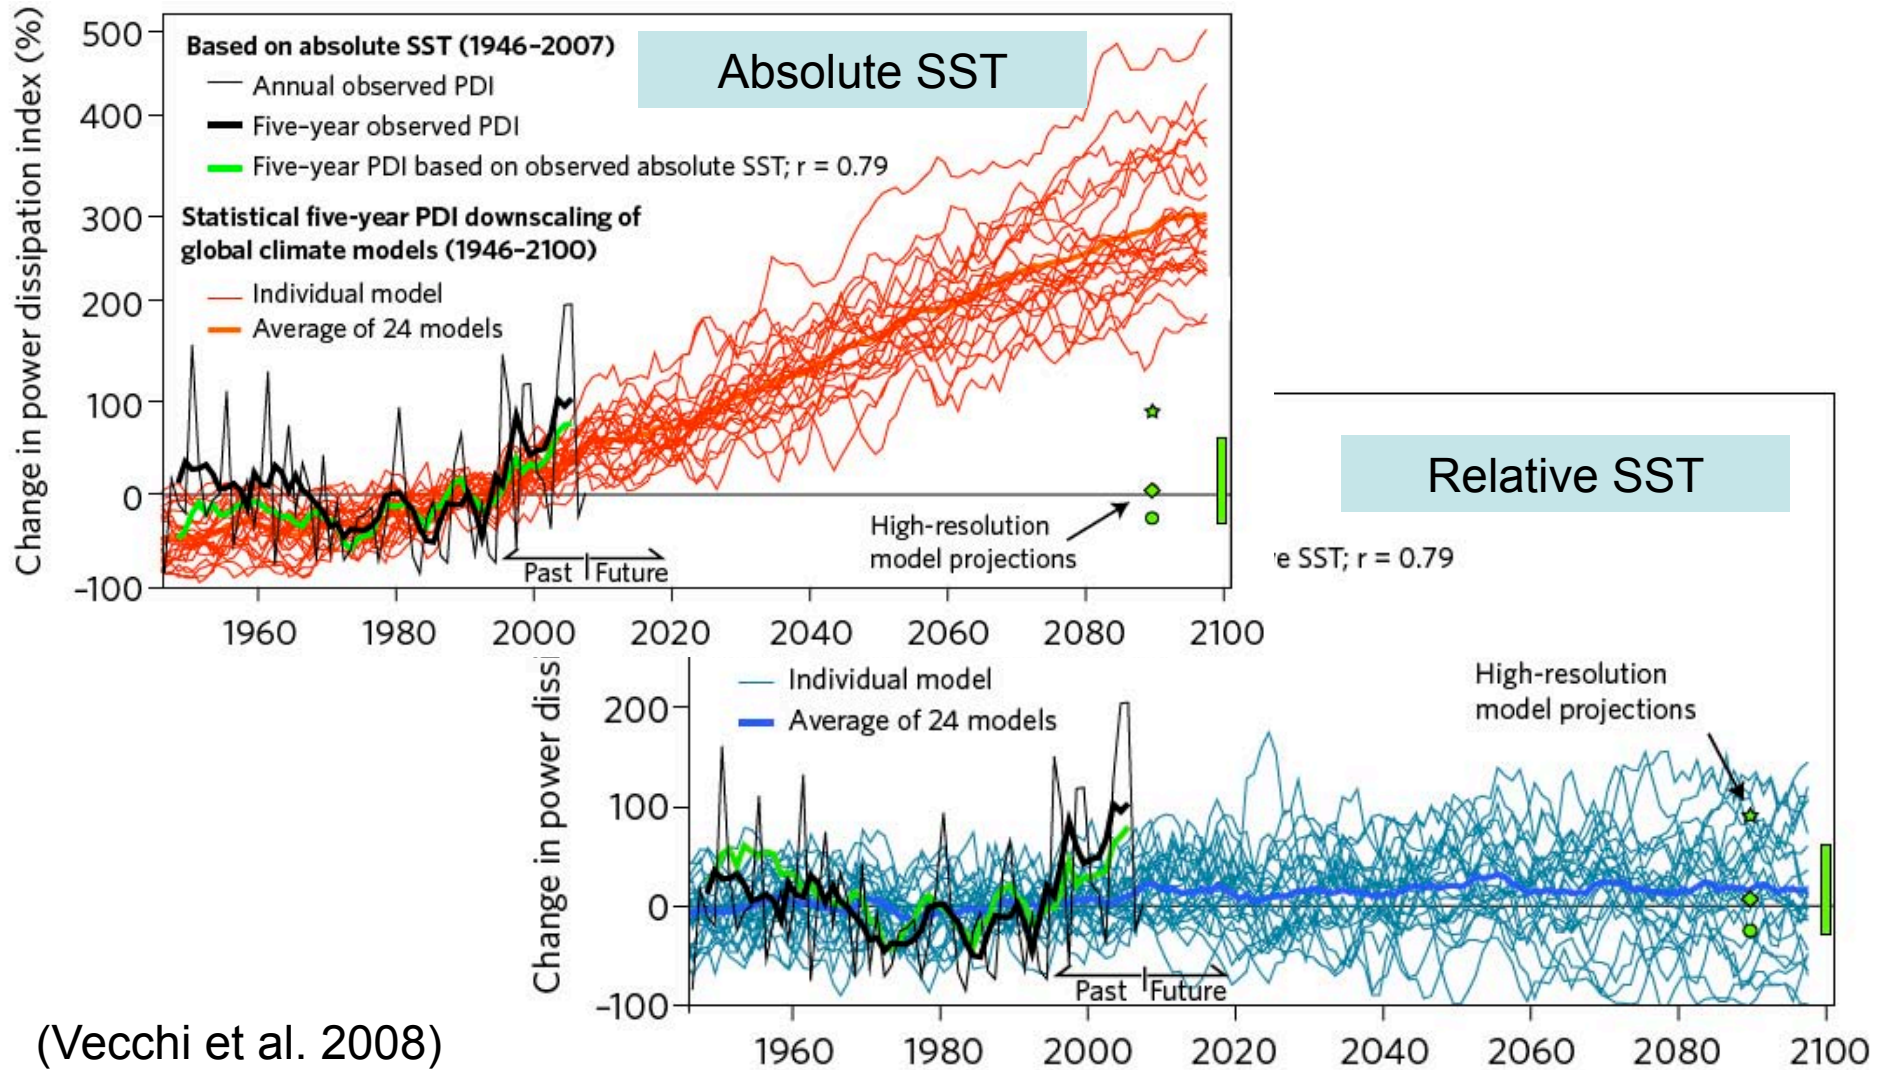 Change in power dissipation index (%)
500
400
300
200
100
0
–100
Based on absolute SST (1946–2007)
Annual observed PDI
Five–year observed PDI
Five–year PDI based on observed absolute SST; r = 0.79
Statistical five–year PDI downscaling of
global climate models (1946–2100)
Individual model
Average of 24 models
Absolute SST
High-resolution
model projections
Past
Future
1960
1980
2000
2020
2040
2060
2080
2100
Relative SST
SST; r = 0.79
Change in power
200
100
0
–100
Individual model
Average of 24 models
High-resolution
model projections
Past
Future
1960
1980
2000
2020
2040
2060
2080
2100
(Vecchi et al. 2008)